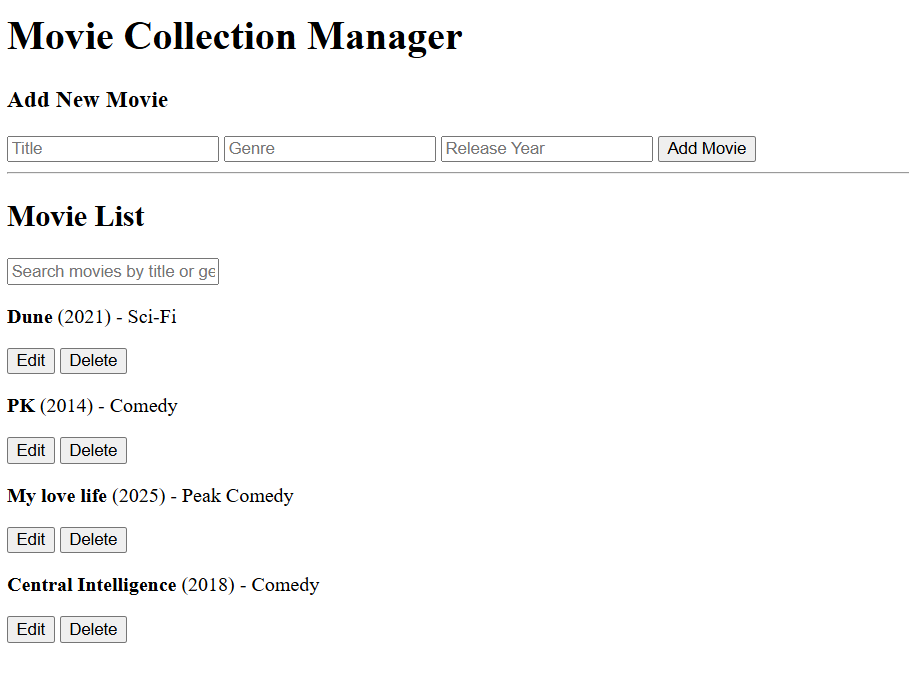 Movie Collection Manager
Add New Movie
Title Genre Release Year Add Movie
Movie List
Search movies by title or ge
Dune (2021) - Sci-Fi
Edit Delete
PK (2014) - Comedy
Edit Delete
My love life (2025) - Peak Comedy
Edit Delete
Central Intelligence (2018) - Comedy
Edit Delete